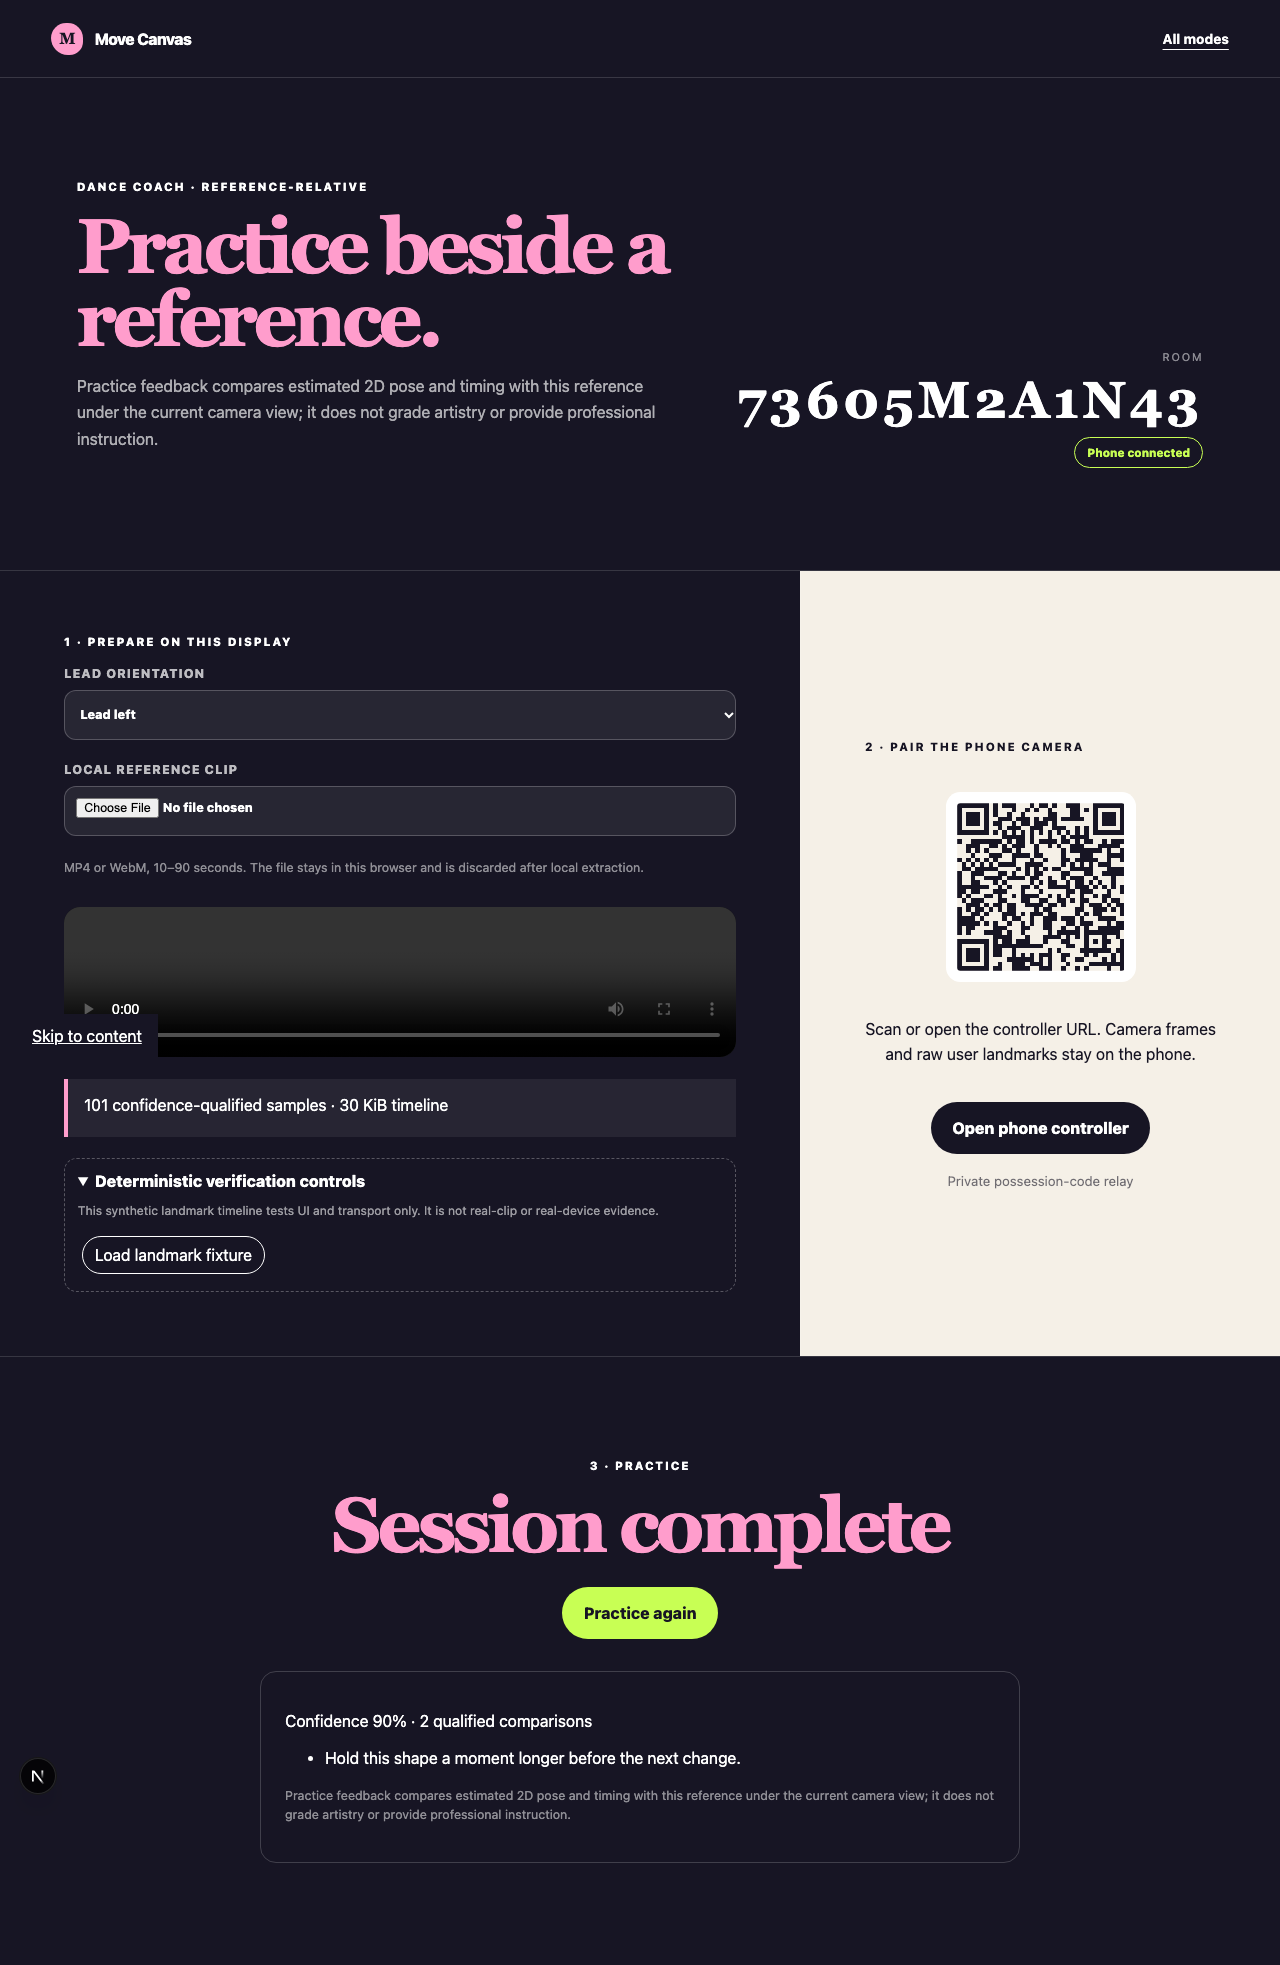 M Move Canvas
All modes
DANCE COACH · REFERENCE-RELATIVE
Practice beside a
reference.
Practice feedback compares estimated 2D pose and timing with this reference
under the current camera view; it does not grade artistry or provide professional
instruction.
ROOM
73605M2A1N43
Phone connected
1 · PREPARE ON THIS DISPLAY
LEAD ORIENTATION
Lead left
LOCAL REFERENCE CLIP
Choose File No file chosen
MP4 or WebM, 10–90 seconds. The file stays in this browser and is discarded after local extraction.
0:00
Skip to content
101 confidence-qualified samples · 30 KiB timeline
Deterministic verification controls
This synthetic landmark timeline tests UI and transport only. It is not real-clip or real-device evidence.
Load landmark fixture
2 · PAIR THE PHONE CAMERA
Scan or open the controller URL. Camera frames
and raw user landmarks stay on the phone.
Open phone controller
Private possession-code relay
3 · PRACTICE
Session complete
Practice again
Confidence 90% · 2 qualified comparisons
• Hold this shape a moment longer before the next change.
Practice feedback compares estimated 2D pose and timing with this reference under the current camera view; it does not
grade artistry or provide professional instruction.
N